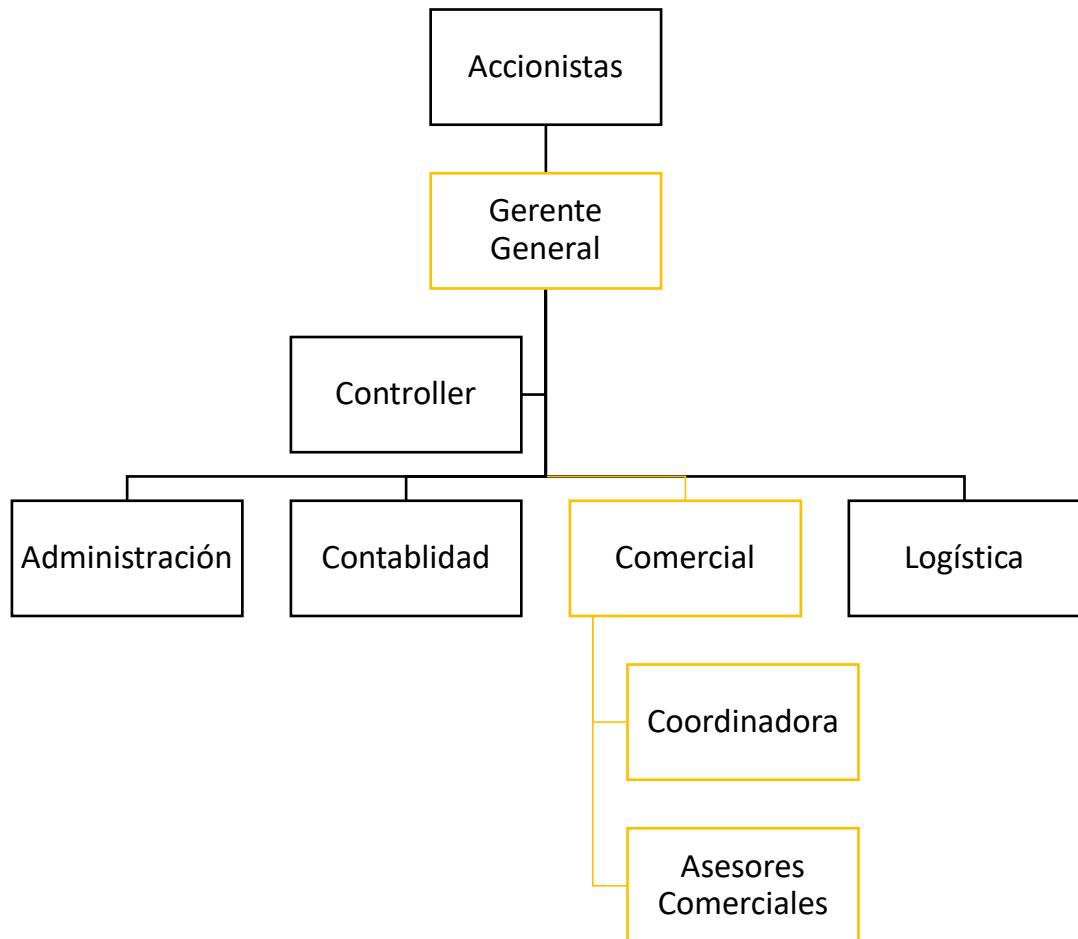 Accionistas
Gerente
General
Controller
Administración
Contablidad
Comercial
Logística
Coordinadora
Asesores
Comerciales